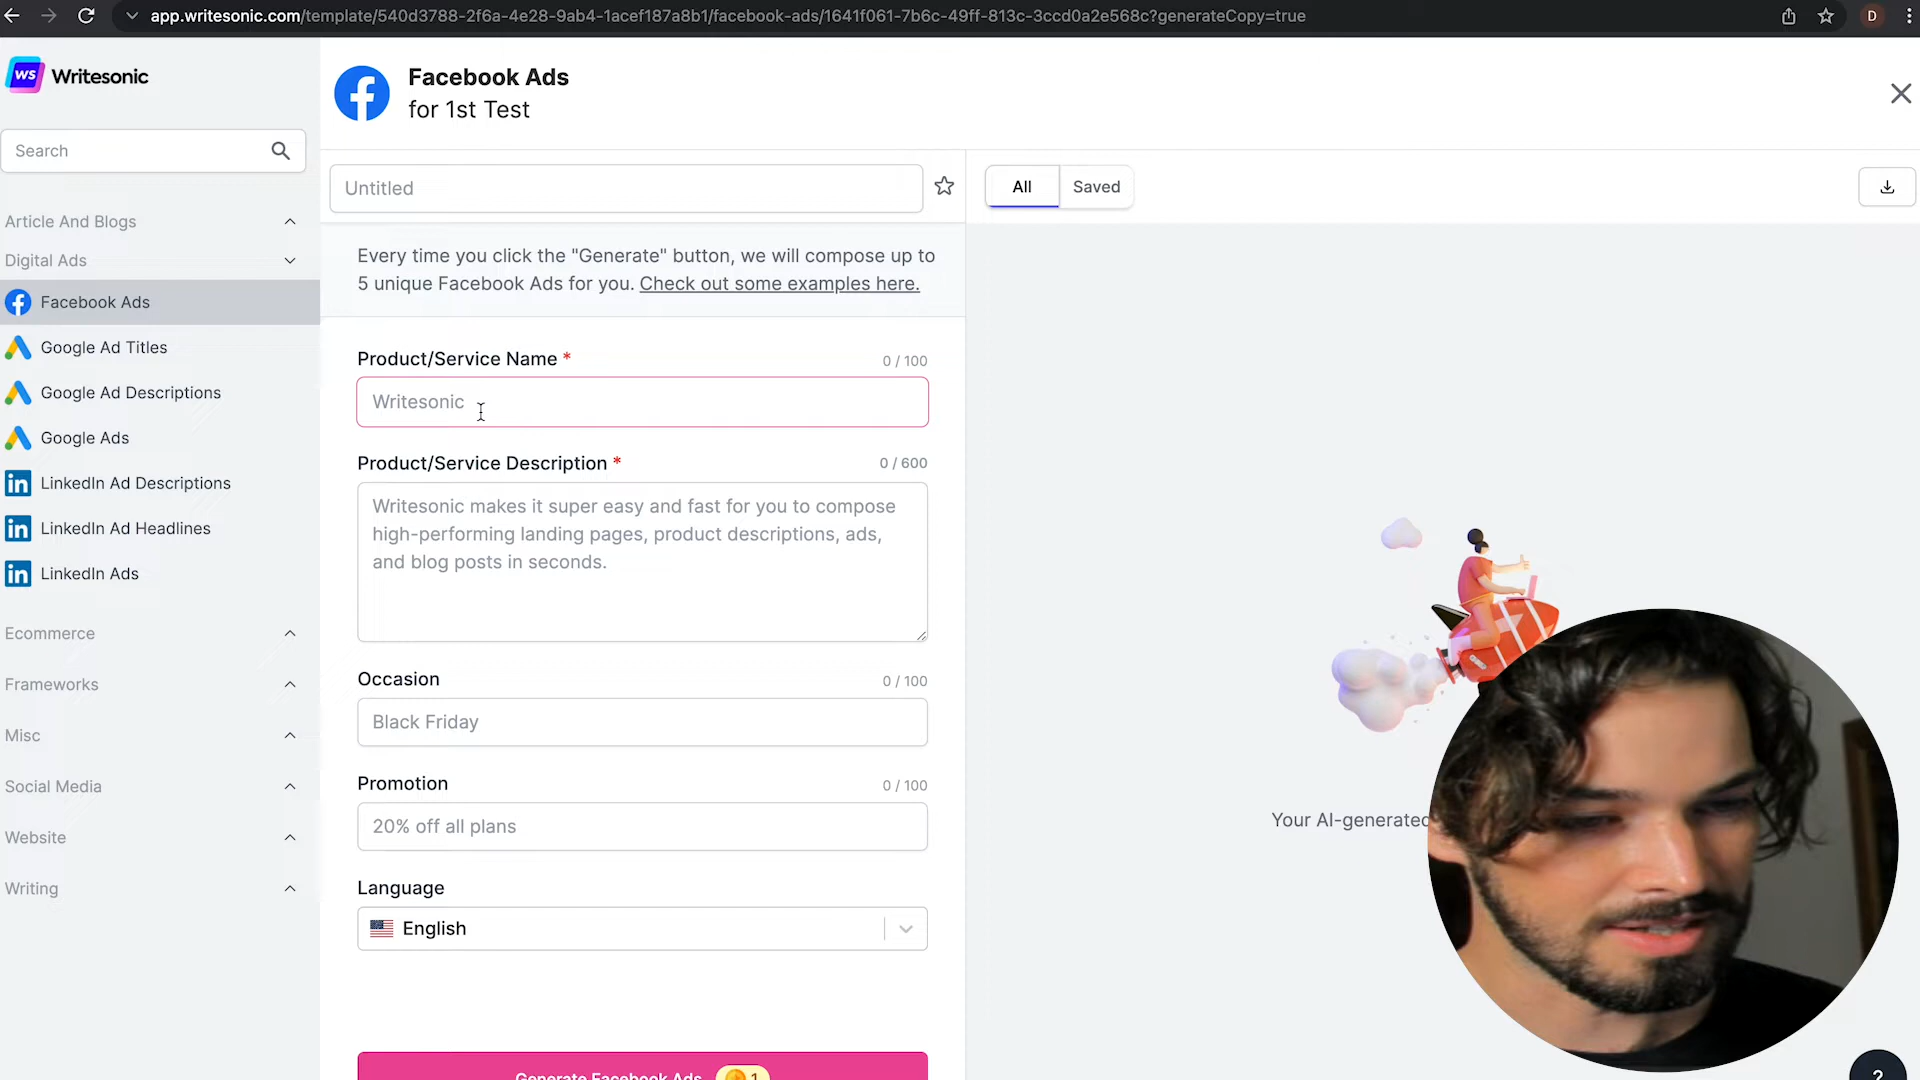 app.writesonic.com/template/540d3788-2f6a-4e28-9ab4-1acef187a8b1/facebook-ads/1641f061-7b6c-49ff-813c-3ccd0a2e568c?generateCopy=true
D
WS Writesonic
Search
Article And Blogs
Digital Ads
Facebook Ads
Google Ad Titles
Google Ad Descriptions
Google Ads
LinkedIn Ad Descriptions
LinkedIn Ad Headlines
LinkedIn Ads
Ecommerce
Frameworks
Misc
Social Media
Website
Writing
Facebook Ads
for 1st Test
Untitled
Every time you click the "Generate" button, we will compose up to
5 unique Facebook Ads for you. Check out some examples here.
Product/Service Name *
0 / 100
Writesonic
Product/Service Description *
0 / 600
Writesonic makes it super easy and fast for you to compose
high-performing landing pages, product descriptions, ads,
and blog posts in seconds.
Occasion
0 / 100
Black Friday
Promotion
0 / 100
20% off all plans
Language
English
Generate Facebook Ads 1
All
Saved
Your AI-generated
?